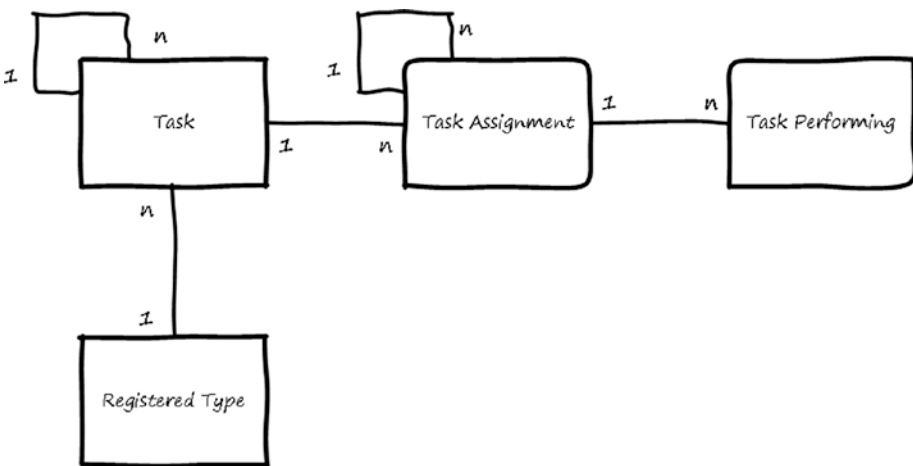 n
n
1
1
Task
Task Assignment
Task Performing
1
n
1
n
n
1
Registered Type